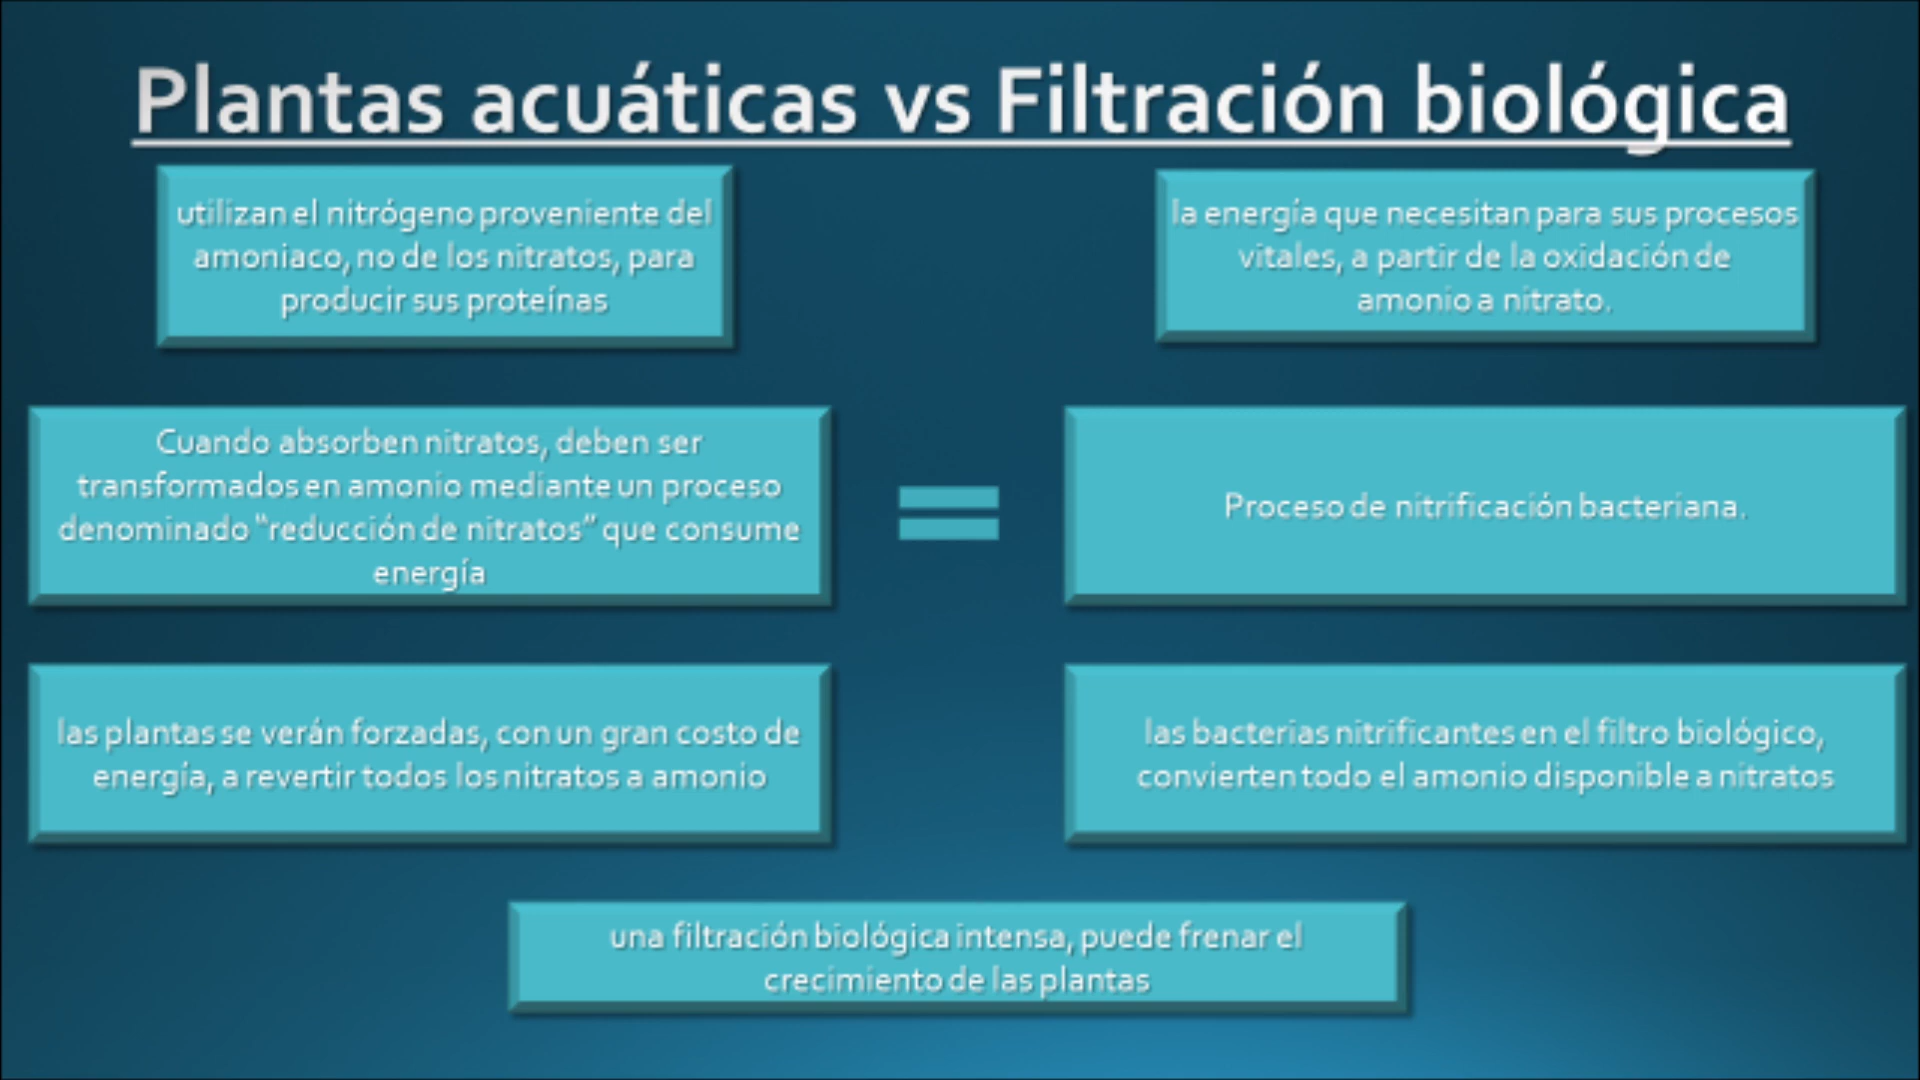 Plantas acuáticas vs Filtración biológica
utilizan el nitrógeno proveniente del
amoniaco, no de los nitratos, para
producir sus proteínas
la energía que necesitan para sus procesos
vitales, a partir de la oxidación de
amonio a nitrato.
Cuando absorben nitratos, deben ser
transformados en amonio mediante un proceso
denominado “reducción de nitratos” que consume
energía
=
Proceso de nitrificación bacteriana.
las plantas se verán forzadas, con un gran costo de
energía, a revertir todos los nitratos a amonio
las bacterias nitrificantes en el filtro biológico,
convierten todo el amonio disponible a nitratos
una filtración biológica intensa, puede frenar el
crecimiento de las plantas